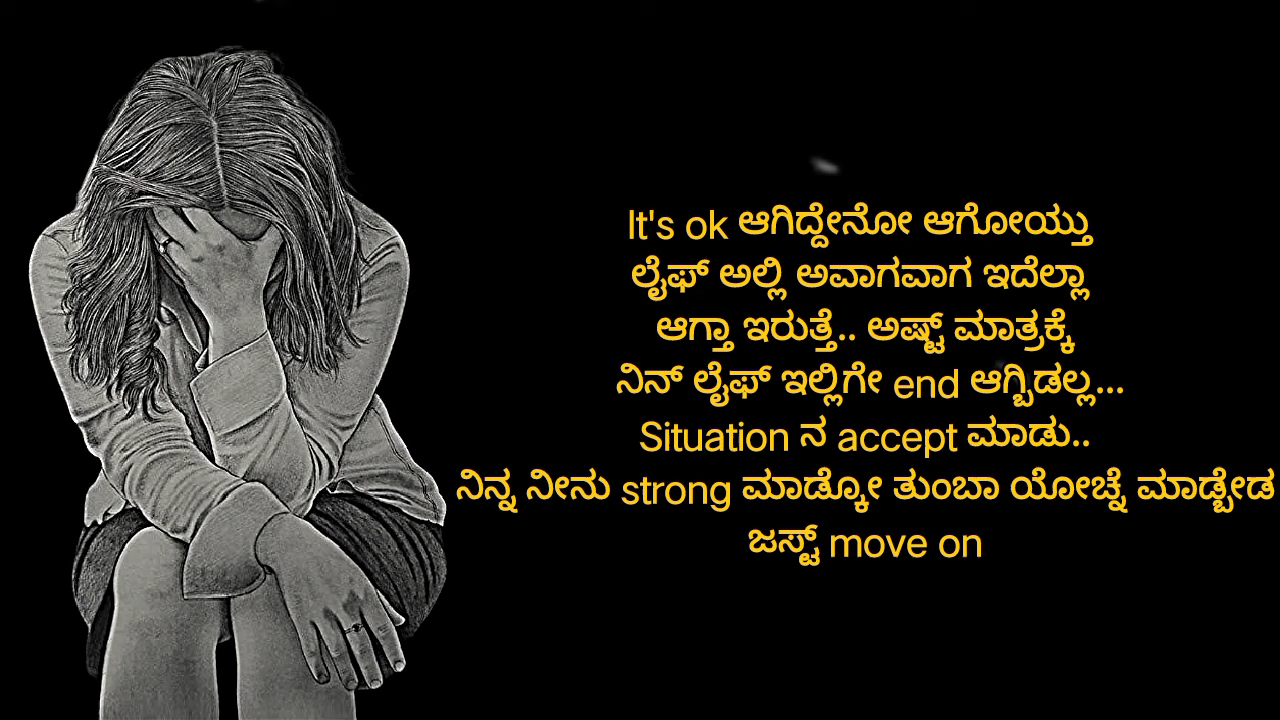 It's ok ಆಗಿದ್ದೇನೋ ಆಗೋಯ್ತು
ಲೈಫ್ ಅಲ್ಲಿ ಅವಾಗವಾಗ ಇದೆಲ್ಲಾ
ಆಗ್ತಾ ಇರುತ್ತೆ.. ಅಷ್ಟ್ ಮಾತ್ರಕ್ಕೆ
ನಿನ್ ಲೈಫ್ ಇಲ್ಲಿಗೇ end ಆಗ್ಬಿಡಲ್ಲ...
Situation ನ accept ಮಾಡು..
ನಿನ್ನ ನೀನು strong ಮಾಡ್ಕೋ ತುಂಬಾ ಯೋಚ್ನೆ ಮಾಡ್ಬೇಡ
ಜಸ್ಟ್ move on